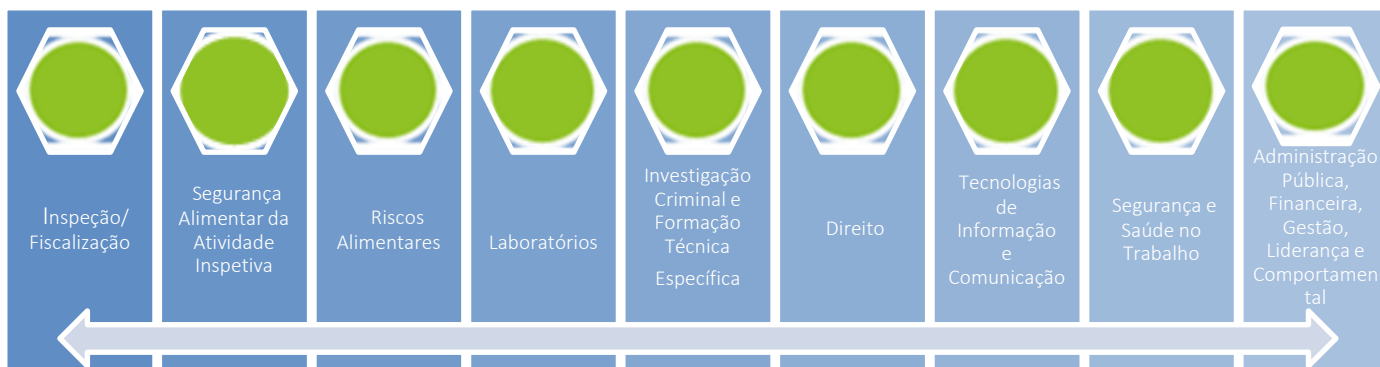 Inspeção/
Fiscalização
Segurança
Alimentar da
Atividade
Inspetiva
Riscos
Alimentares
Laboratórios
Investigação
Criminal e
Formação
Técnica
Específica
Direito
Tecnologias
de
Informação
e
Comunicação
Segurança e
Saúde no
Trabalho
Administração
Pública,
Financeira,
Gestão,
Liderança e
Comportamen
tal